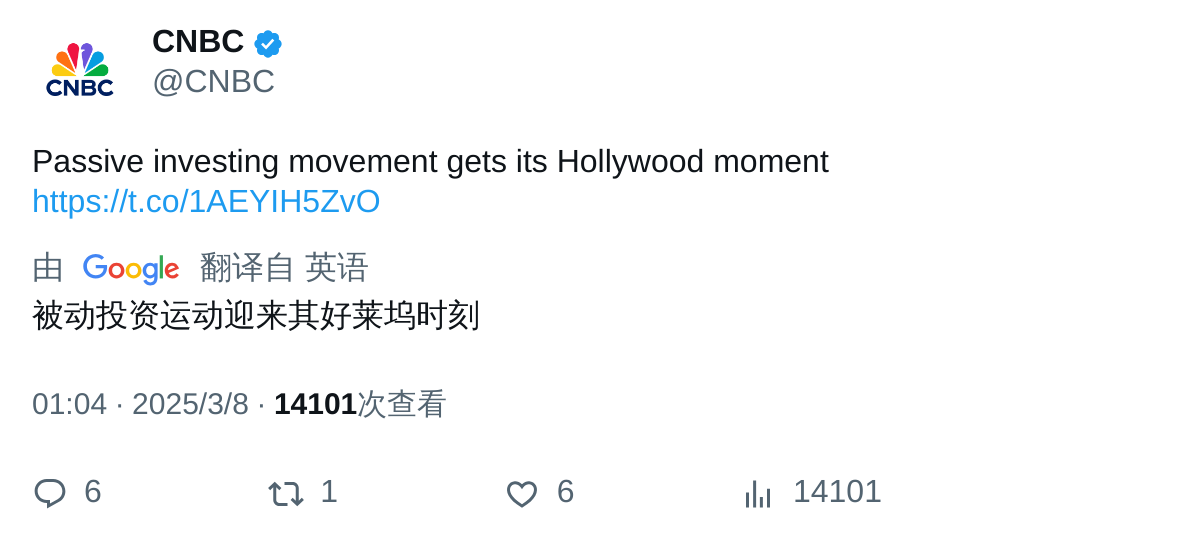 CNBC
CNBC
@CNBC
Passive investing movement gets its Hollywood moment
https://t.co/1AEYIH5ZvO
由 Google 翻译自 英语
被动投资运动迎来其好莱坞时刻
01:04 · 2025/3/8 · 14101次查看
6 1 6 14101